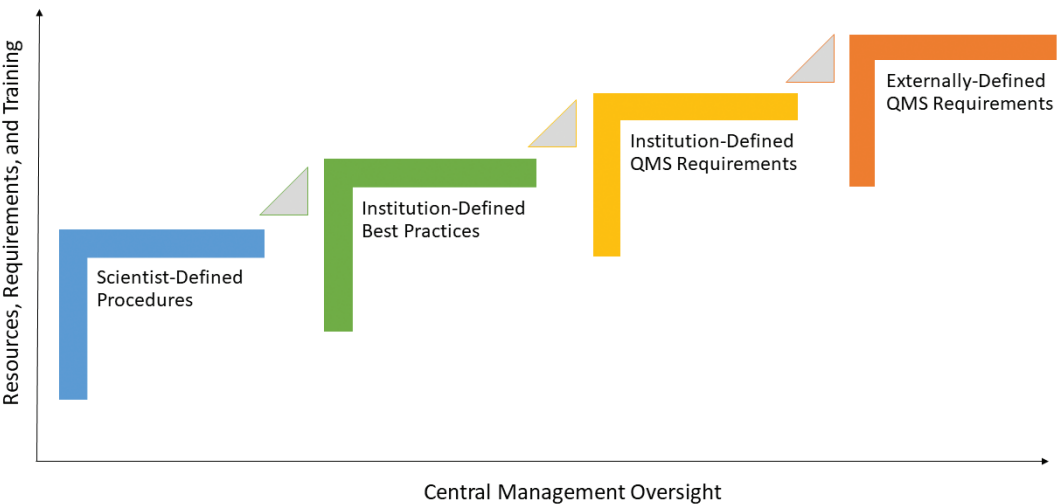 Resources, Requirements, and Training
Externally-Defined
QMS Requirements
Institution-Defined
QMS Requirements
Institution-Defined
Best Practices
Scientist-Defined
Procedures
Central Management Oversight